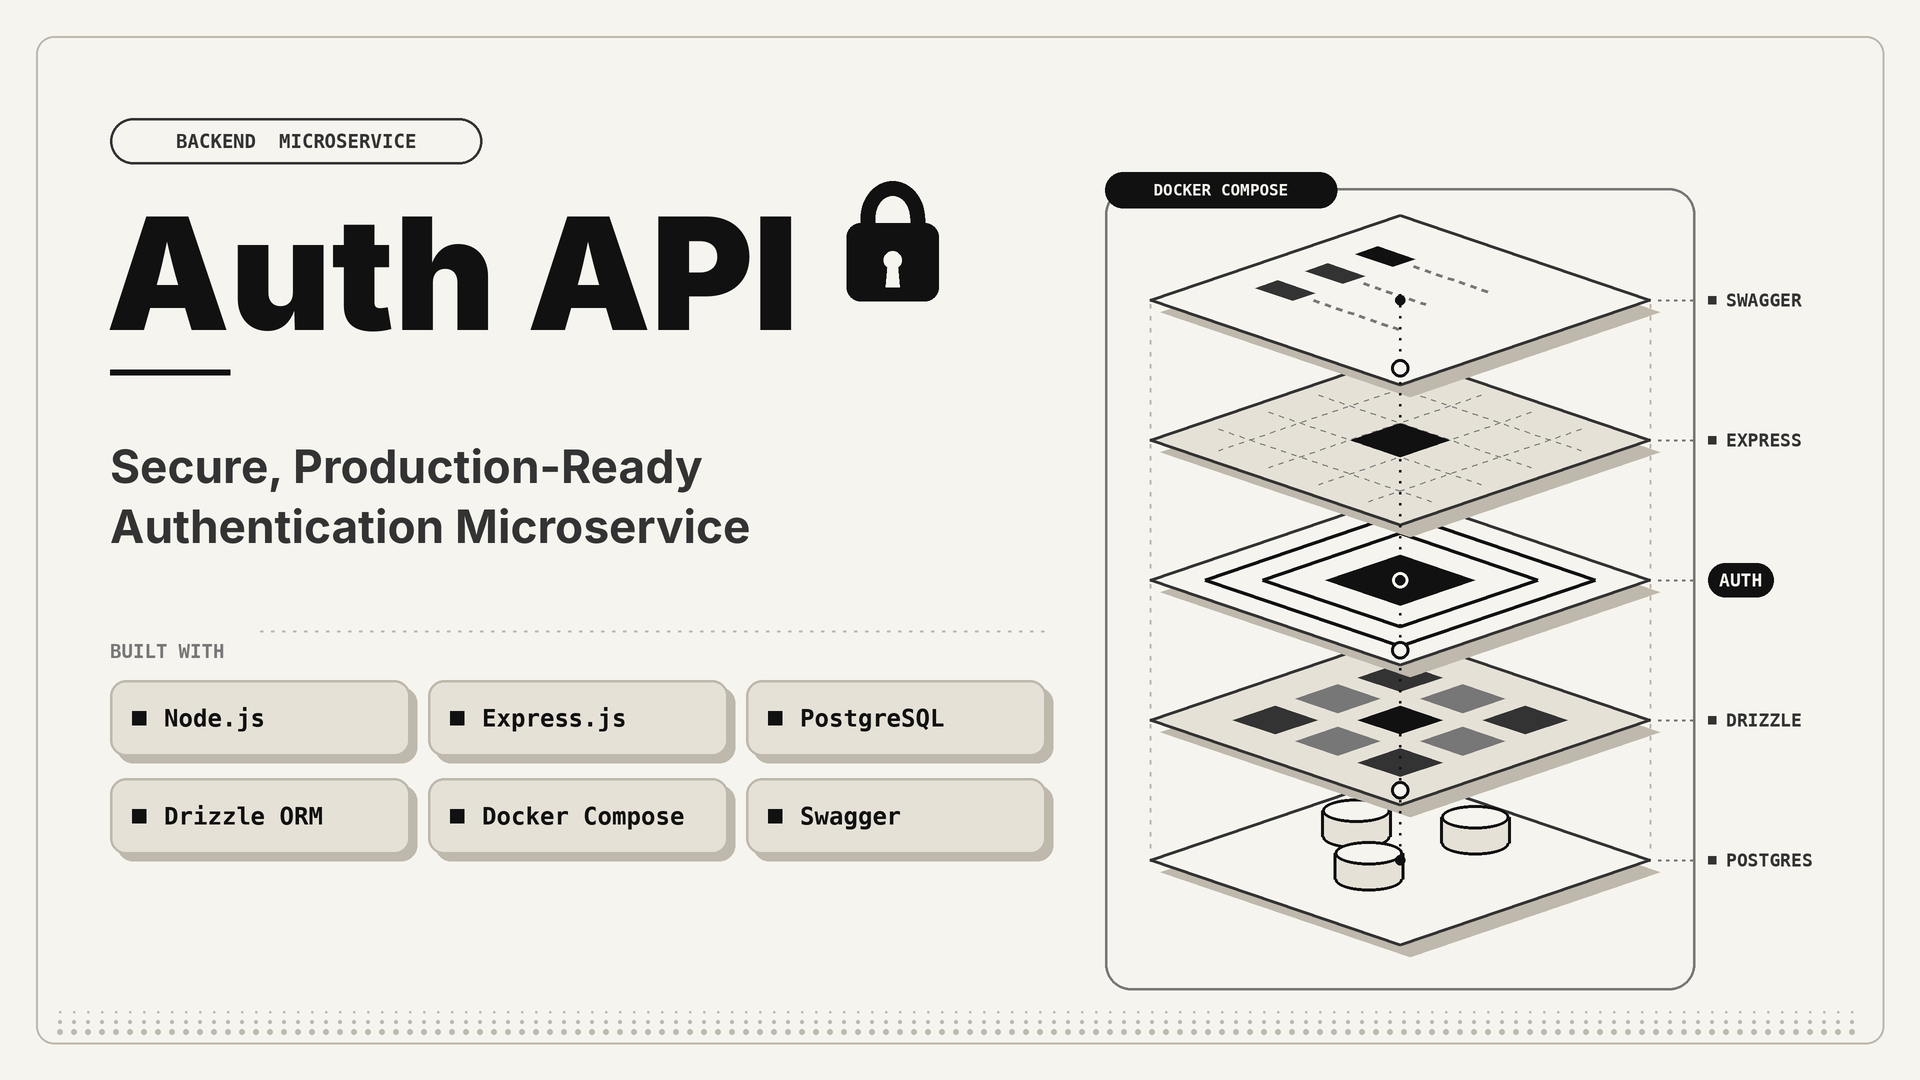 BACKEND MICROSERVICE
Auth API
Secure, Production-Ready
Authentication Microservice
BUILT WITH
Node.js
Express.js
PostgreSQL
Drizzle ORM
Docker Compose
Swagger
DOCKER COMPOSE
SWAGGER
EXPRESS
AUTH
DRIZZLE
POSTGRES